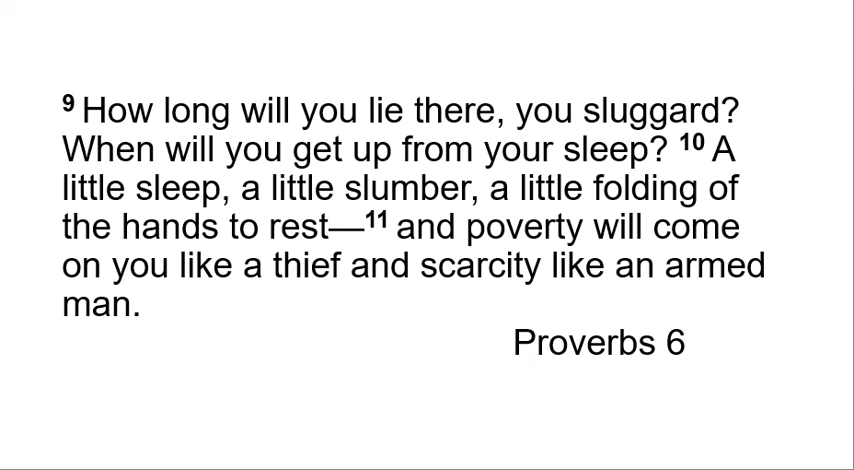 ⁹ How long will you lie there, you sluggard?
When will you get up from your sleep? ¹⁰ A
little sleep, a little slumber, a little folding of
the hands to rest—¹¹ and poverty will come
on you like a thief and scarcity like an armed
man.
Proverbs 6